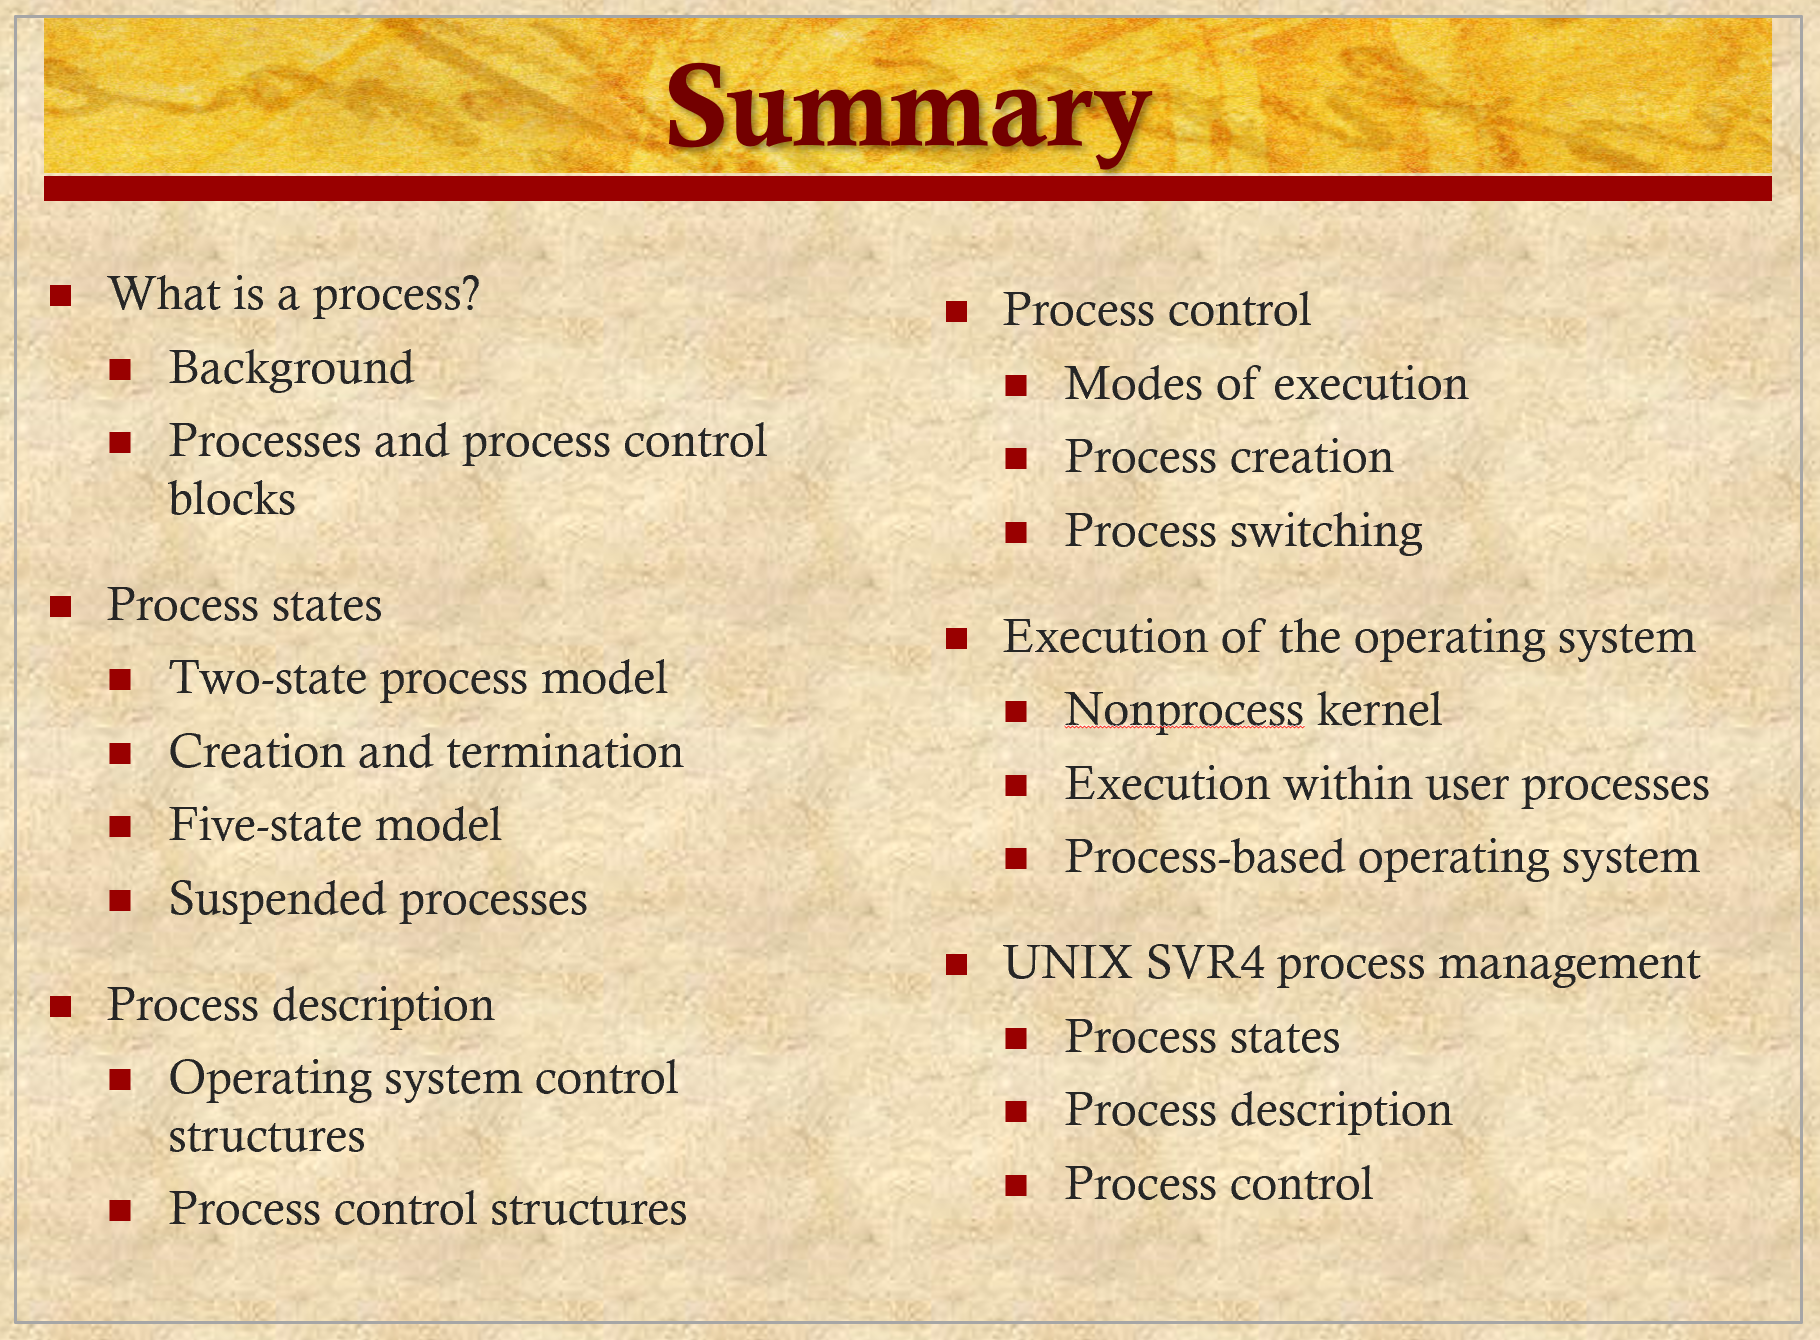 Summary
What is a process?
Background
Processes and process control
blocks
Process states
Two-state process model
Creation and termination
Five-state model
Suspended processes
Process description
Operating system control
structures
Process control structures
Process control
Modes of execution
Process creation
Process switching
Execution of the operating system
Nonprocess kernel
Execution within user processes
Process-based operating system
UNIX SVR4 process management
Process states
Process description
Process control